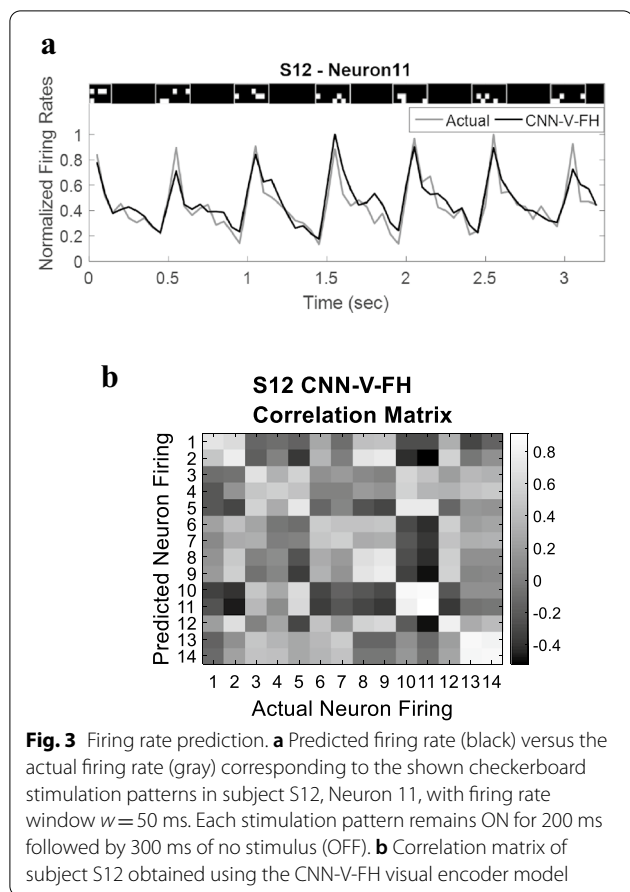 a
S12 - Neuron11
Actual CNN-V-FH
Normalized Firing Rates
1
0.8
0.6
0.4
0.2
0
0 0.5 1 1.5 2 2.5 3
Time (sec)
b
S12 CNN-V-FH
Correlation Matrix
Predicted Neuron Firing
1
2
3
4
5
6
7
8
9
10
11
12
13
14
1 2 3 4 5 6 7 8 9 10 11 12 13 14
Actual Neuron Firing
0.8
0.6
0.4
0.2
0
-0.2
-0.4
Fig. 3 Firing rate prediction. a Predicted firing rate (black) versus the
actual firing rate (gray) corresponding to the shown checkerboard
stimulation patterns in subject S12, Neuron 11, with firing rate
window w = 50 ms. Each stimulation pattern remains ON for 200 ms
followed by 300 ms of no stimulus (OFF). b Correlation matrix of
subject S12 obtained using the CNN-V-FH visual encoder model